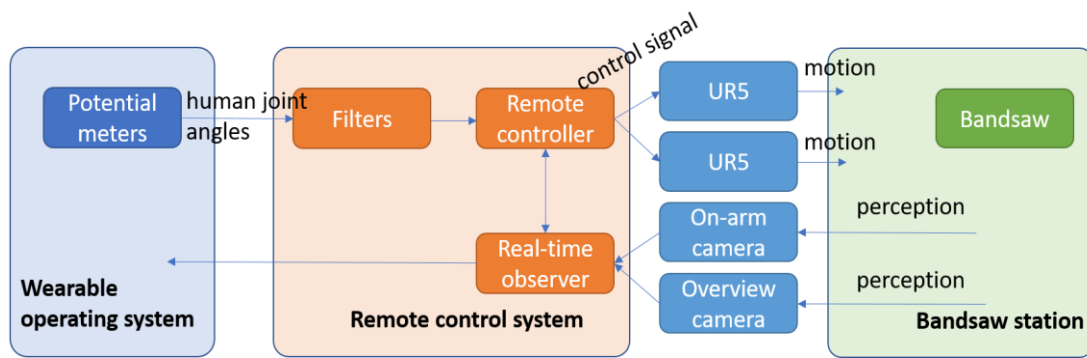 Potential
meters
human joint
angles
Filters
Remote
controller
control signal
UR5
motion
Bandsaw
UR5
motion
On-arm
camera
perception
Real-time
observer
Overview
camera
perception
Wearable
operating system
Remote control system
Bandsaw station